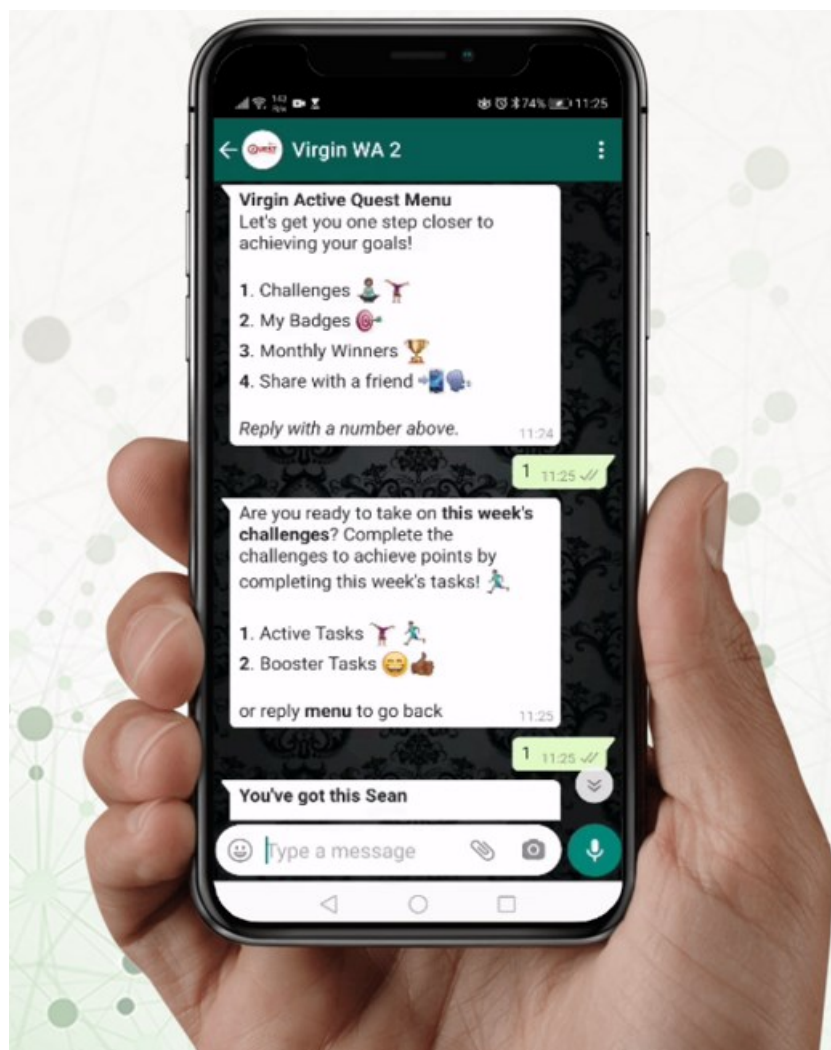 74% 11:25
QUEST
Virgin WA 2
Virgin Active Quest Menu
Let's get you one step closer to
achieving your goals!
1. Challenges
2. My Badges
3. Monthly Winners
4. Share with a friend
Reply with a number above.
11:24
1 11:25
Are you ready to take on this week's
challenges? Complete the
challenges to achieve points by
completing this week's tasks!
1. Active Tasks
2. Booster Tasks
or reply menu to go back
11:25
1 11:25
You've got this Sean
Type a message